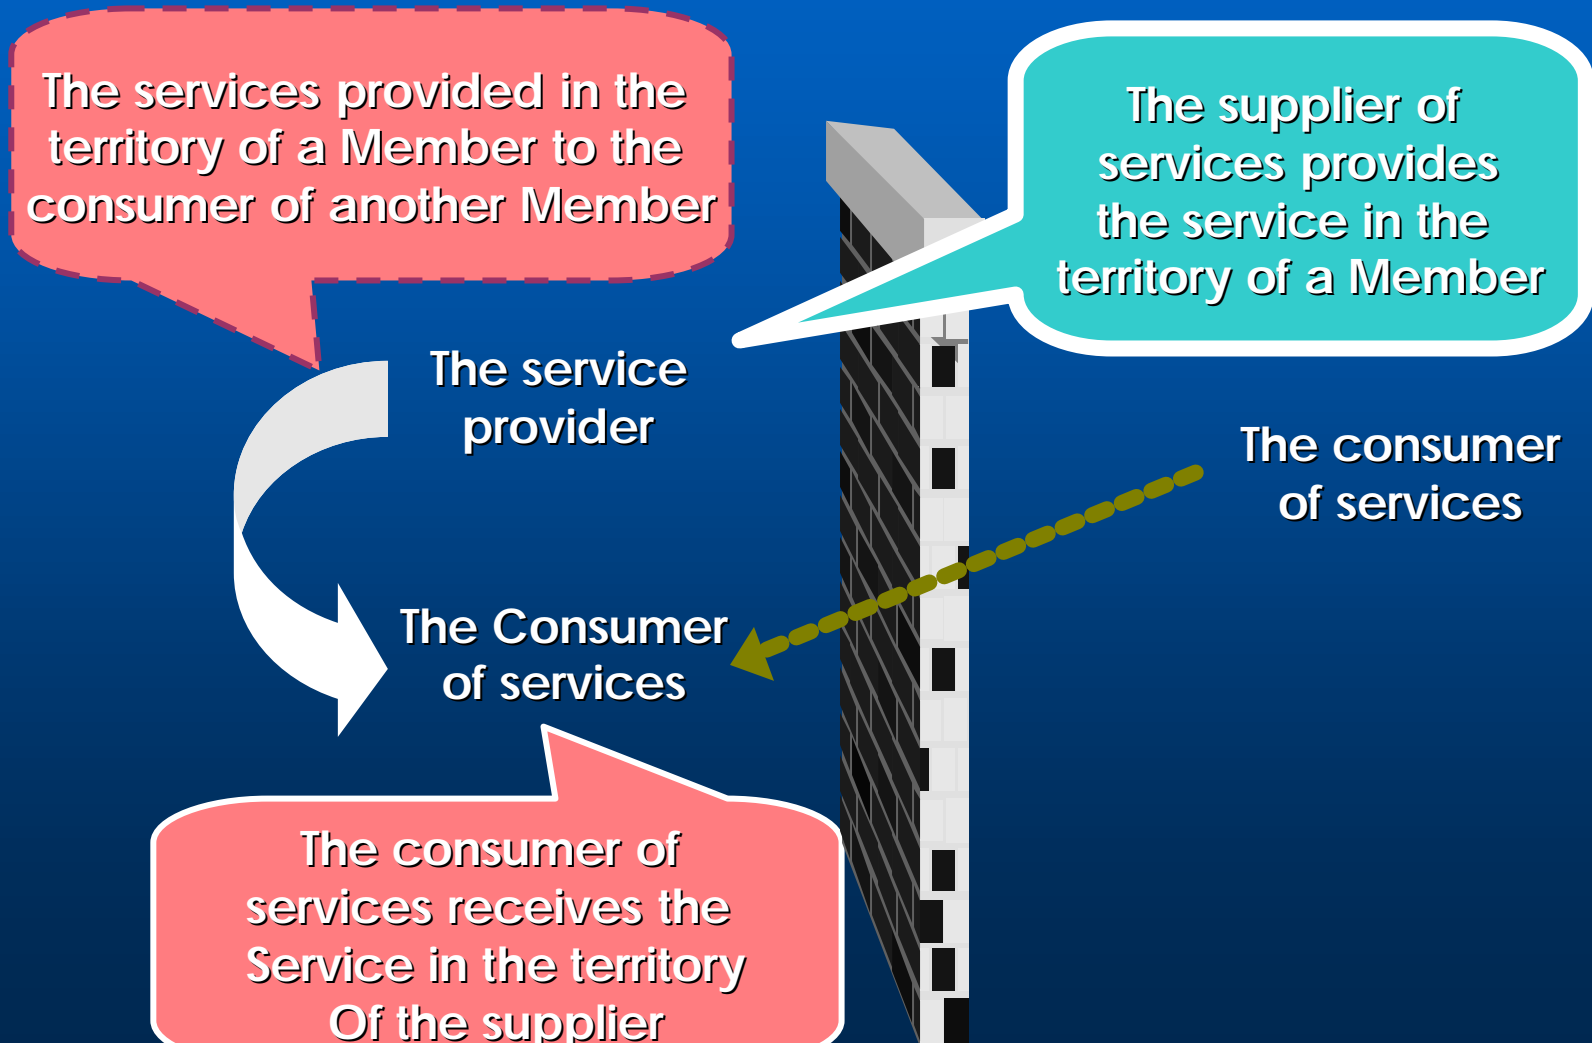 The services provided in the
territory of a Member to the
consumer of another Member
The supplier of
services provides
the service in the
territory of a Member
The service
provider
The consumer
of services
The Consumer
of services
The consumer of
services receives the
Service in the territory
Of the supplier